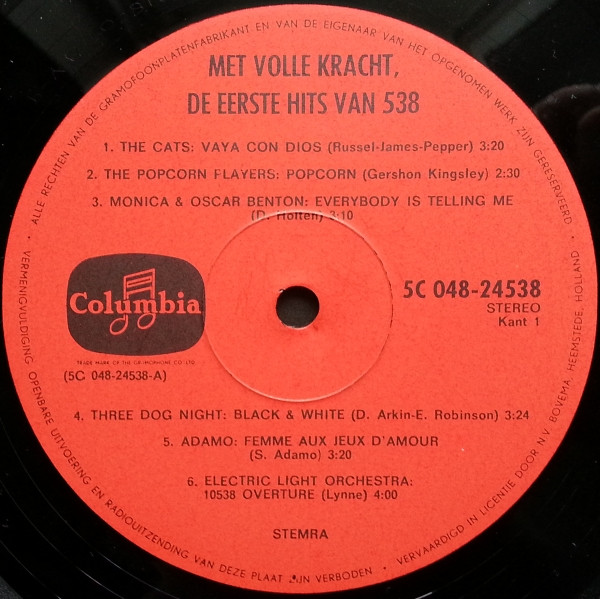 ALLE RECHTEN VAN DE GRAMOFOONPLATENFABRIKANT EN VAN DE EIGENAAR VAN HET OPGENOMEN WERK ZIJN GERESERVEERD
MET VOLLE KRACHT,
DE EERSTE HITS VAN 538
1. THE CATS: VAYA CON DIOS (Russel-James-Pepper) 3:20
2. THE POPCORN FLAYERS: POPCORN (Gershon Kingsley) 2:30
3. MONICA & OSCAR BENTON: EVERYBODY IS TELLING ME
(D. Holten) 3:10
Columbia
TRADE MARK OF THE GRAMOPHONE CO. LTD.
(5C 048-24538-A)
5C 048-24538
STEREO
Kant 1
4. THREE DOG NIGHT: BLACK & WHITE (D. Arkin-E. Robinson) 3:24
5. ADAMO: FEMME AUX JEUX D'AMOUR
(S. Adamo) 3:20
6. ELECTRIC LIGHT ORCHESTRA:
10538 OVERTURE (Lynne) 4:00
STEMRA
VERMENIGVULDIGING OPENBARE UITVOERING EN RADIOUITZENDING VAN DEZE PLAAT ZIJN VERBODEN
VERVAARDIGD IN LICENTIE DOOR N.V. BOVEMA, HEEMSTEDE, HOLLAND